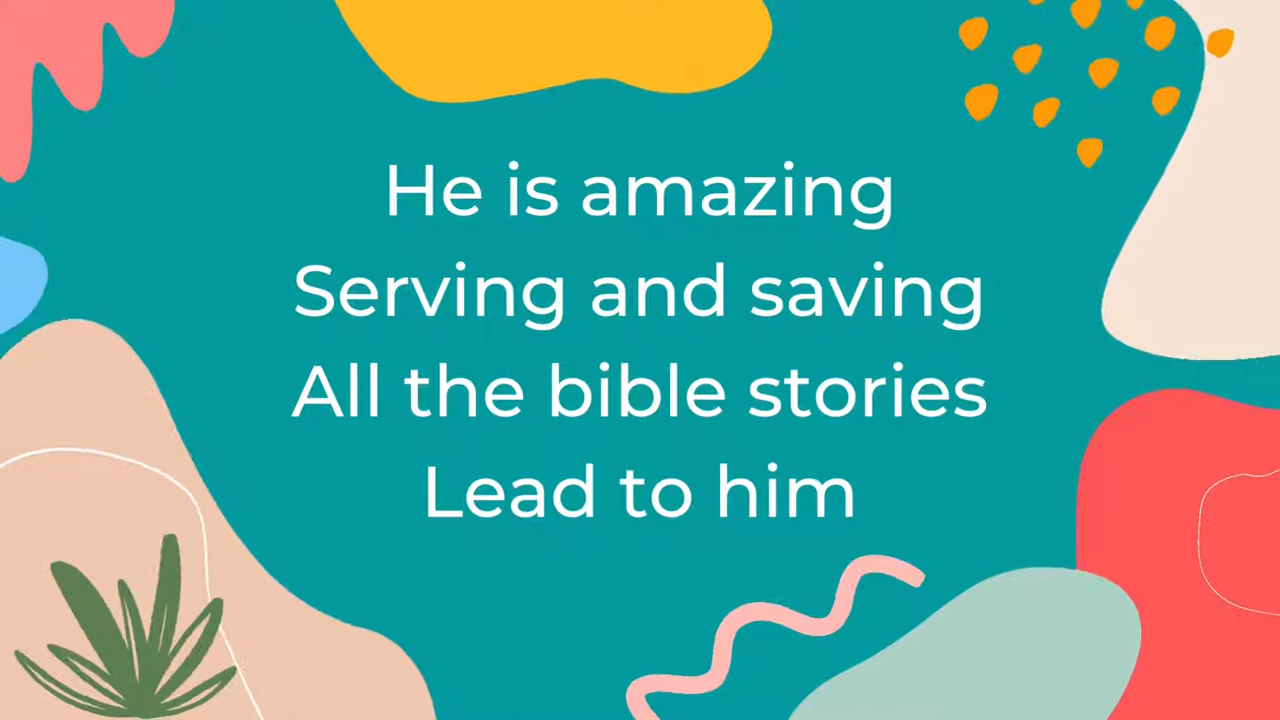 He is amazing
Serving and saving
All the bible stories
Lead to him